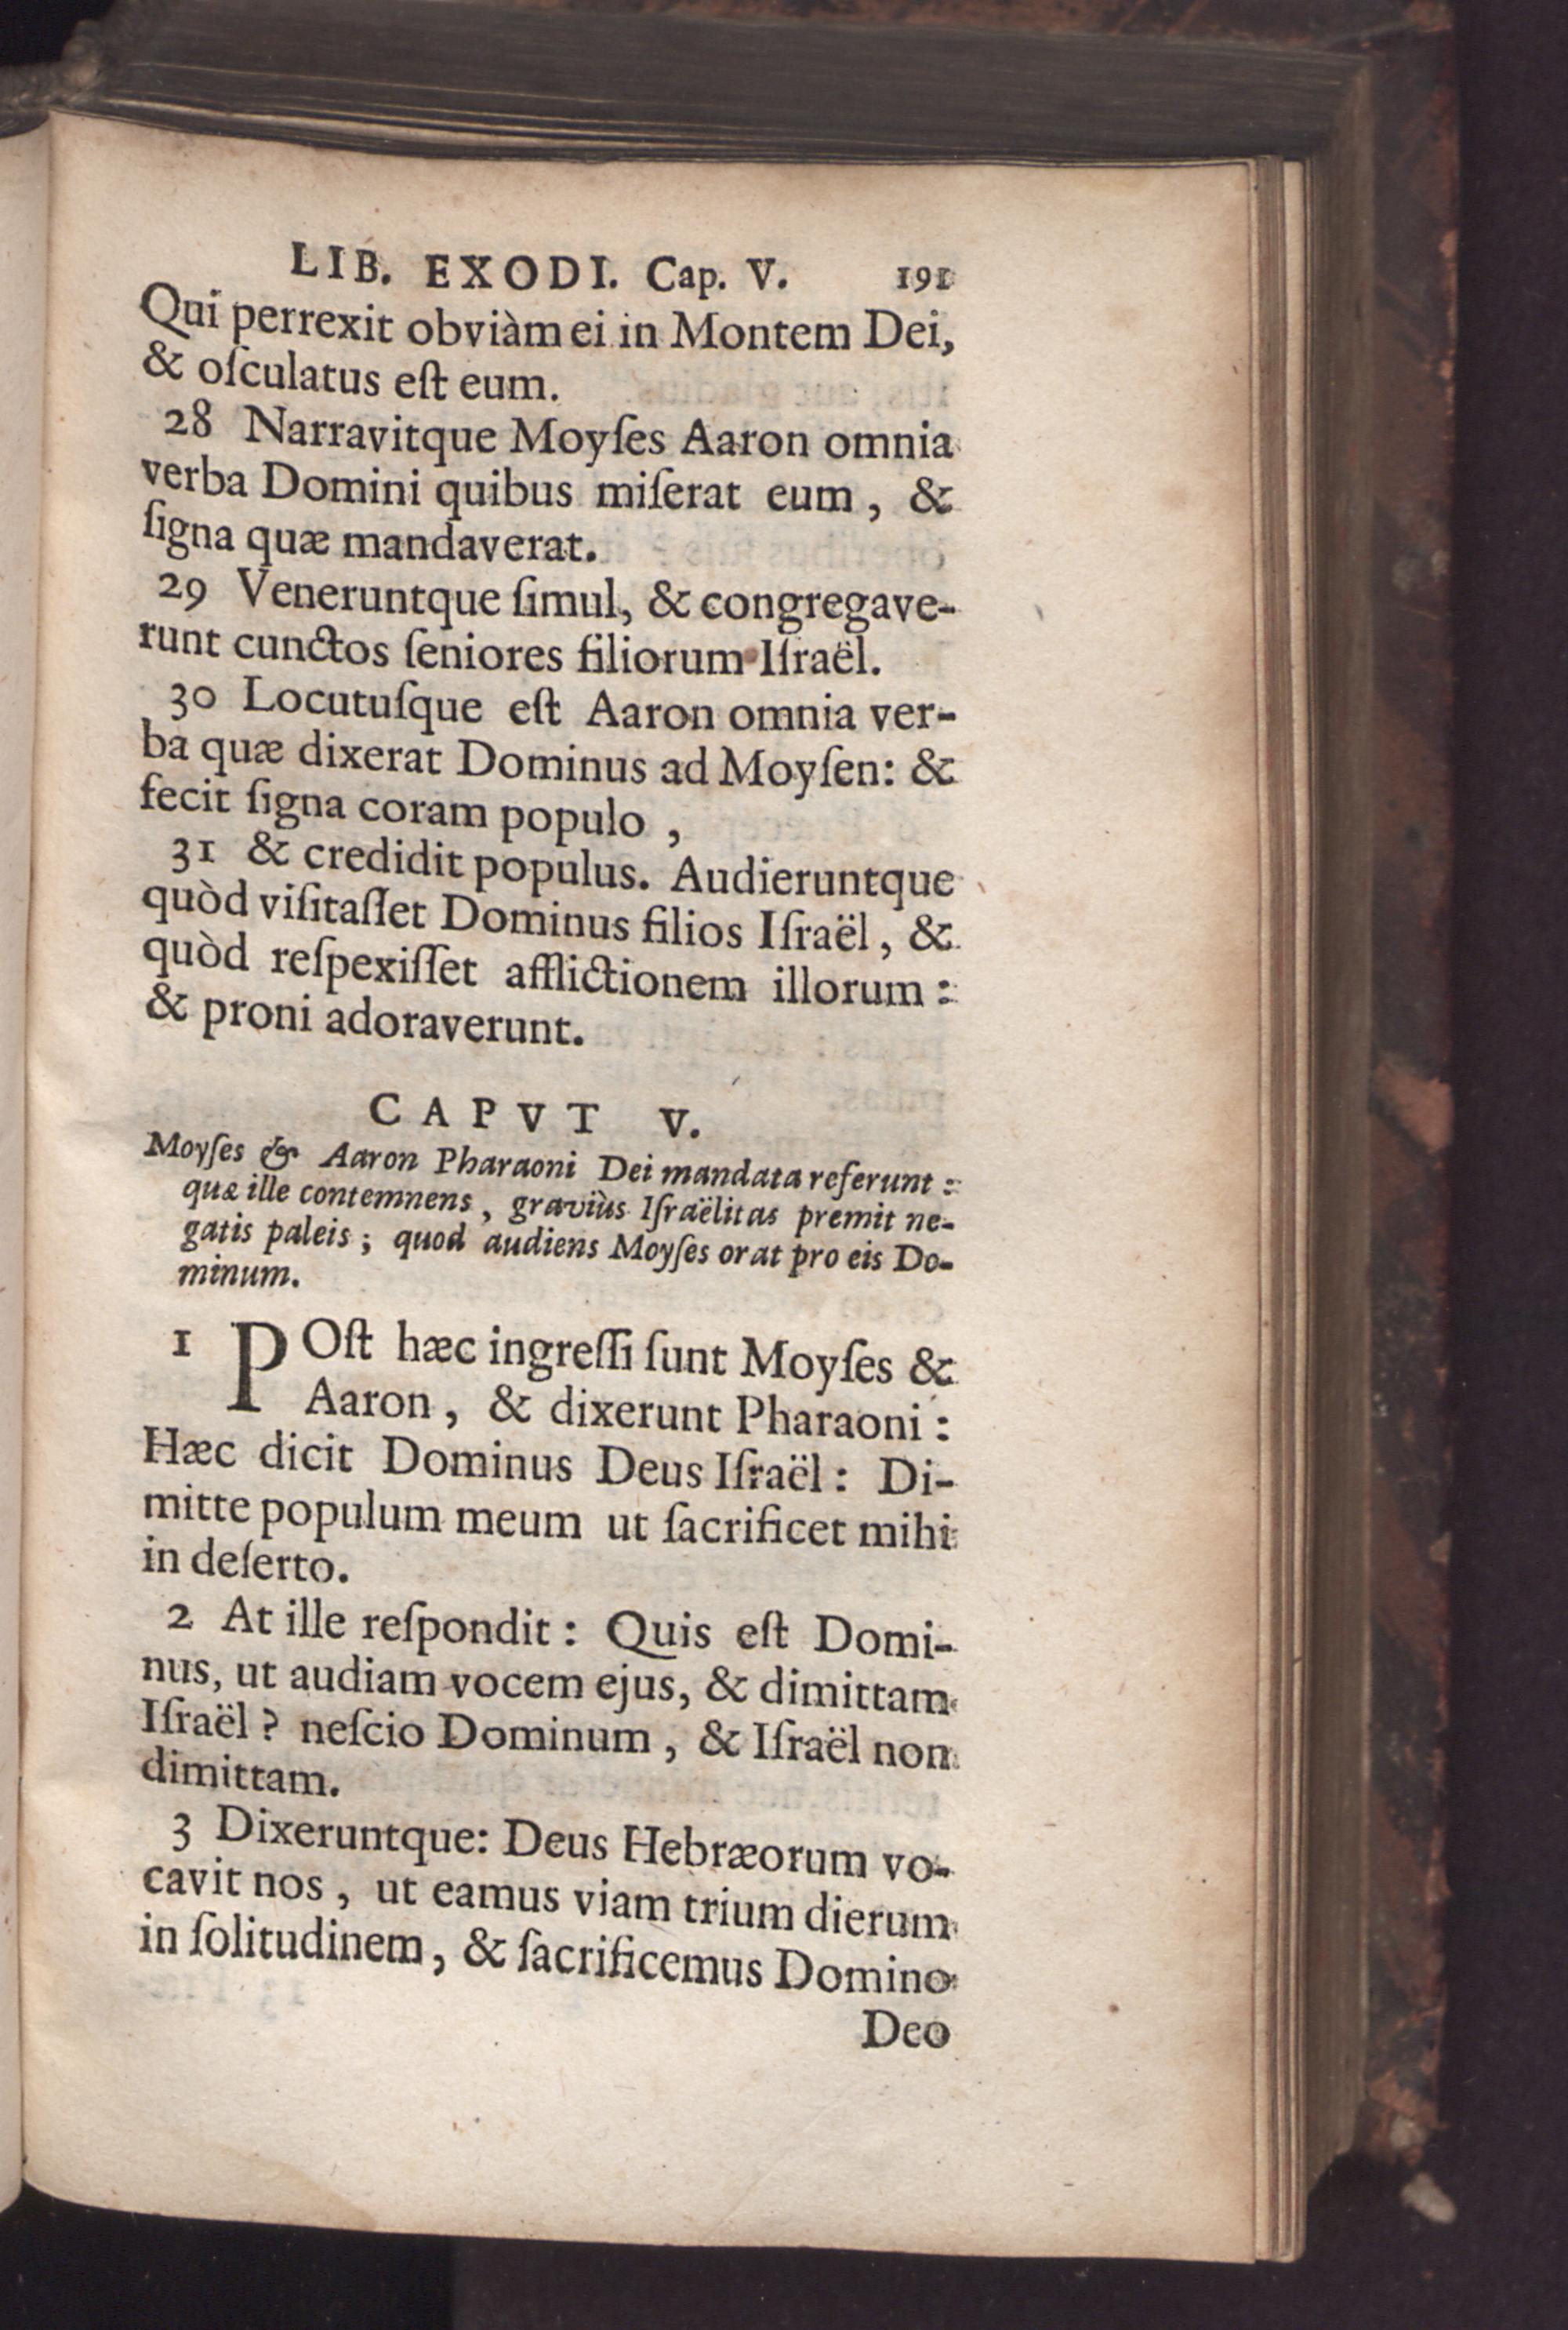 LIB. EXODI. Cap. V. 191
Qui perrexit obviàm ei in Montem Dei,
& oſculatus eſt eum.
28 Narravitque Moyſes Aaron omnia
verba Domini quibus miſerat eum, &
ſigna quæ mandaverat.
29 Veneruntque ſimul, & congregave-
runt cunctos ſeniores filiorum Iſraël.
30 Locutuſque eſt Aaron omnia ver-
ba quæ dixerat Dominus ad Moyſen: &
fecit ſigna coram populo,
31 & credidit populus. Audieruntque
quòd viſitaſſet Dominus filios Iſraël, &
quòd reſpexiſſet afflictionem illorum:
& proni adoraverunt.
CAPVT V.
Moyſes & Aaron Pharaoni Dei mandata referunt:
quæ ille contemnens, graviùs Iſraëlitas premit ne-
gatis paleis; quod audiens Moyſes orat pro eis Do-
minum.
1 POſt hæc ingreſſi ſunt Moyſes &
Aaron, & dixerunt Pharaoni:
Hæc dicit Dominus Deus Iſraël: Di-
mitte populum meum ut ſacrificet mihi
in deſerto.
2 At ille reſpondit: Quis eſt Domi-
nus, ut audiam vocem ejus, & dimittam
Iſraël? neſcio Dominum, & Iſraël non
dimittam.
3 Dixeruntque: Deus Hebræorum vo-
cavit nos, ut eamus viam trium dierum
in ſolitudinem, & ſacrificemus Domino
Deo